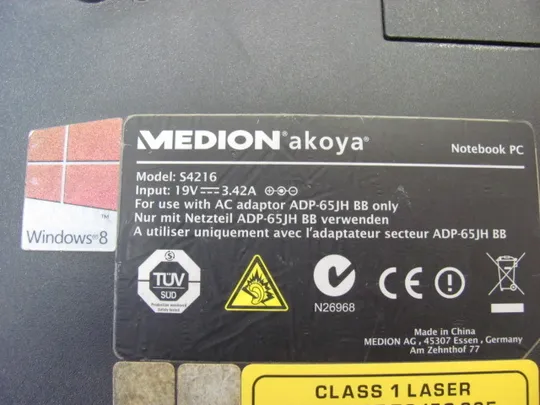 MEDION® akoya®
Notebook PC
Model: S4216
Input: 19V 3.42A
For use with AC adaptor ADP-65JH BB only
Nur mit Netzteil ADP-65JH BB verwenden
A utiliser uniquement avec l'adaptateur secteur ADP-65JH BB
™
Windows® 8
TÜV
SÜD
N26968
CE
Made in China
MEDION AG , 45307 Essen, Germany
Am Zehnthof 77
CLASS 1 LASER